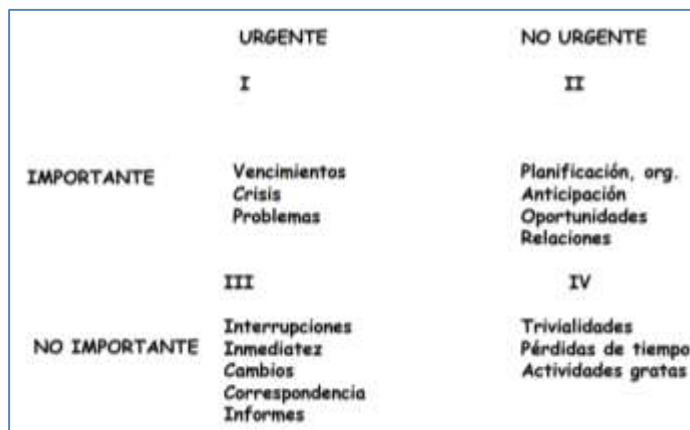 URGENTE NO URGENTE
I II
IMPORTANTE
Vencimientos
Crisis
Problemas
Planificación, org.
Anticipación
Oportunidades
Relaciones
III IV
NO IMPORTANTE
Interrupciones
Inmediatez
Cambios
Correspondencia
Informes
Trivialidades
Pérdidas de tiempo
Actividades gratas